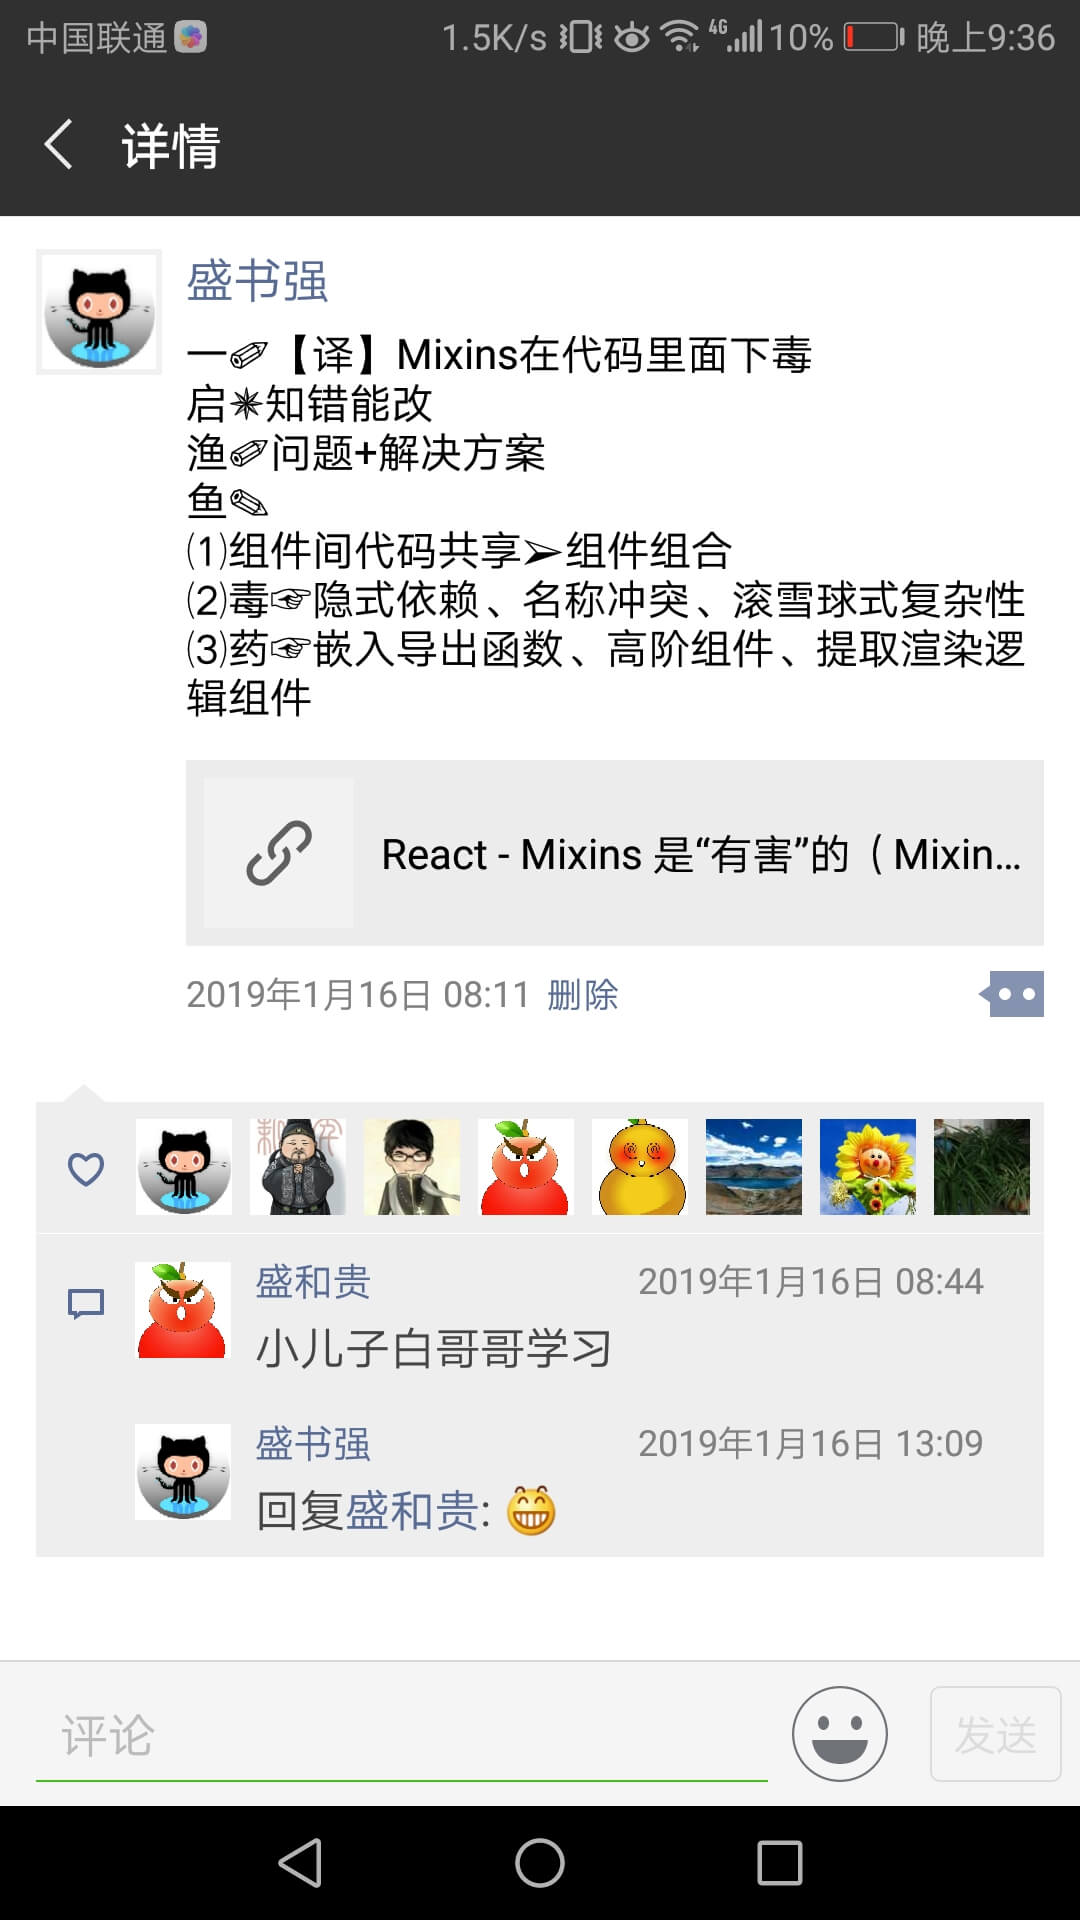 中国联通 1.5K/s 4G 10% 晚上9:36
详情
盛书强
一✐【译】Mixins在代码里面下毒
启✴知错能改
渔✐问题+解决方案
鱼✎
⑴组件间代码共享➢组件组合
⑵毒☞隐式依赖、名称冲突、滚雪球式复杂性
⑶药☞嵌入导出函数、高阶组件、提取渲染逻
辑组件
React - Mixins 是“有害”的（Mixin...
2019年1月16日 08:11 删除
盛和贵 2019年1月16日 08:44
小儿子白哥哥学习
盛书强 2019年1月16日 13:09
回复盛和贵: 😁
评论 发送